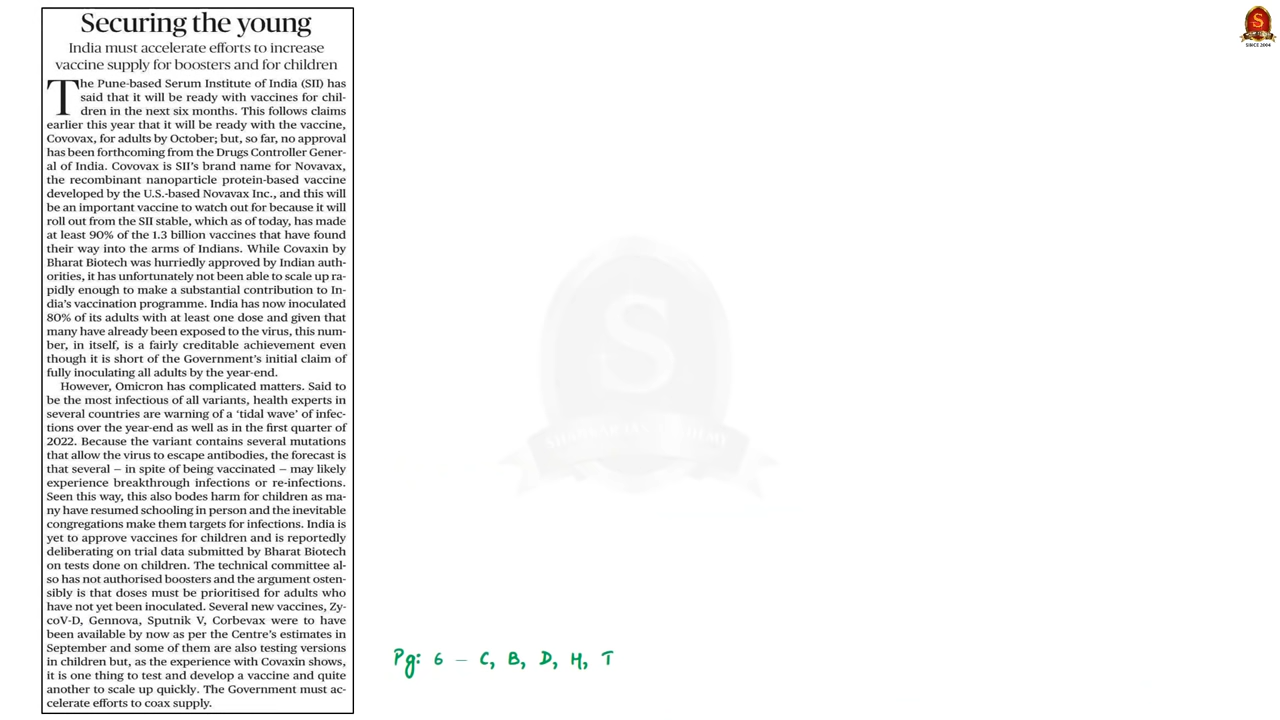 Securing the young
India must accelerate efforts to increase
vaccine supply for boosters and for children
The Pune-based Serum Institute of India (SII) has
said that it will be ready with vaccines for chil-
dren in the next six months. This follows claims
earlier this year that it will be ready with the vaccine,
Covovax, for adults by October; but, so far, no approval
has been forthcoming from the Drugs Controller Gener-
al of India. Covovax is SII's brand name for Novavax,
the recombinant nanoparticle protein-based vaccine
developed by the U.S.-based Novavax Inc., and this will
be an important vaccine to watch out for because it will
roll out from the SII stable, which as of today, has made
at least 90% of the 1.3 billion vaccines that have found
their way into the arms of Indians. While Covaxin by
Bharat Biotech was hurriedly approved by Indian auth-
orities, it has unfortunately not been able to scale up ra-
pidly enough to make a substantial contribution to In-
dia's vaccination programme. India has now inoculated
80% of its adults with at least one dose and given that
many have already been exposed to the virus, this num-
ber, in itself, is a fairly creditable achievement even
though it is short of the Government's initial claim of
fully inoculating all adults by the year-end.
However, Omicron has complicated matters. Said to
be the most infectious of all variants, health experts in
several countries are warning of a 'tidal wave' of infec-
tions over the year-end as well as in the first quarter of
2022. Because the variant contains several mutations
that allow the virus to escape antibodies, the forecast is
that several – in spite of being vaccinated – may likely
experience breakthrough infections or re-infections.
Seen this way, this also bodes harm for children as ma-
ny have resumed schooling in person and the inevitable
congregations make them targets for infections. India is
yet to approve vaccines for children and is reportedly
deliberating on trial data submitted by Bharat Biotech
on tests done on children. The technical committee al-
so has not authorised boosters and the argument osten-
sibly is that doses must be prioritised for adults who
have not yet been inoculated. Several new vaccines, Zy-
coV-D, Gennova, Sputnik V, Corbevax were to have
been available by now as per the Centre's estimates in
September and some of them are also testing versions
in children but, as the experience with Covaxin shows,
it is one thing to test and develop a vaccine and quite
another to scale up quickly. The Government must ac-
celerate efforts to coax supply.
Pg: 6 – C, B, D, H, T
S
SHANKAR IAS ACADEMY
S
SINCE 2004